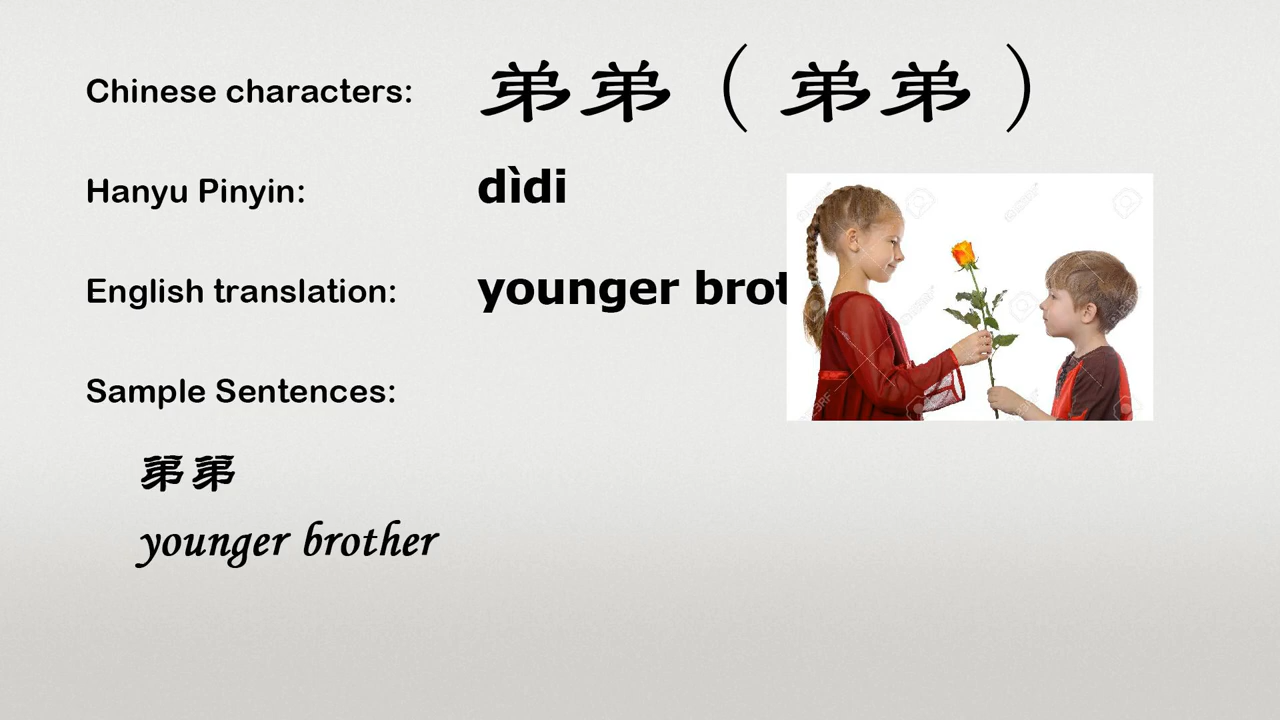 Chinese characters: 弟弟（弟弟）
Hanyu Pinyin: dìdi
English translation: younger brot
Sample Sentences:
弟弟
younger brother